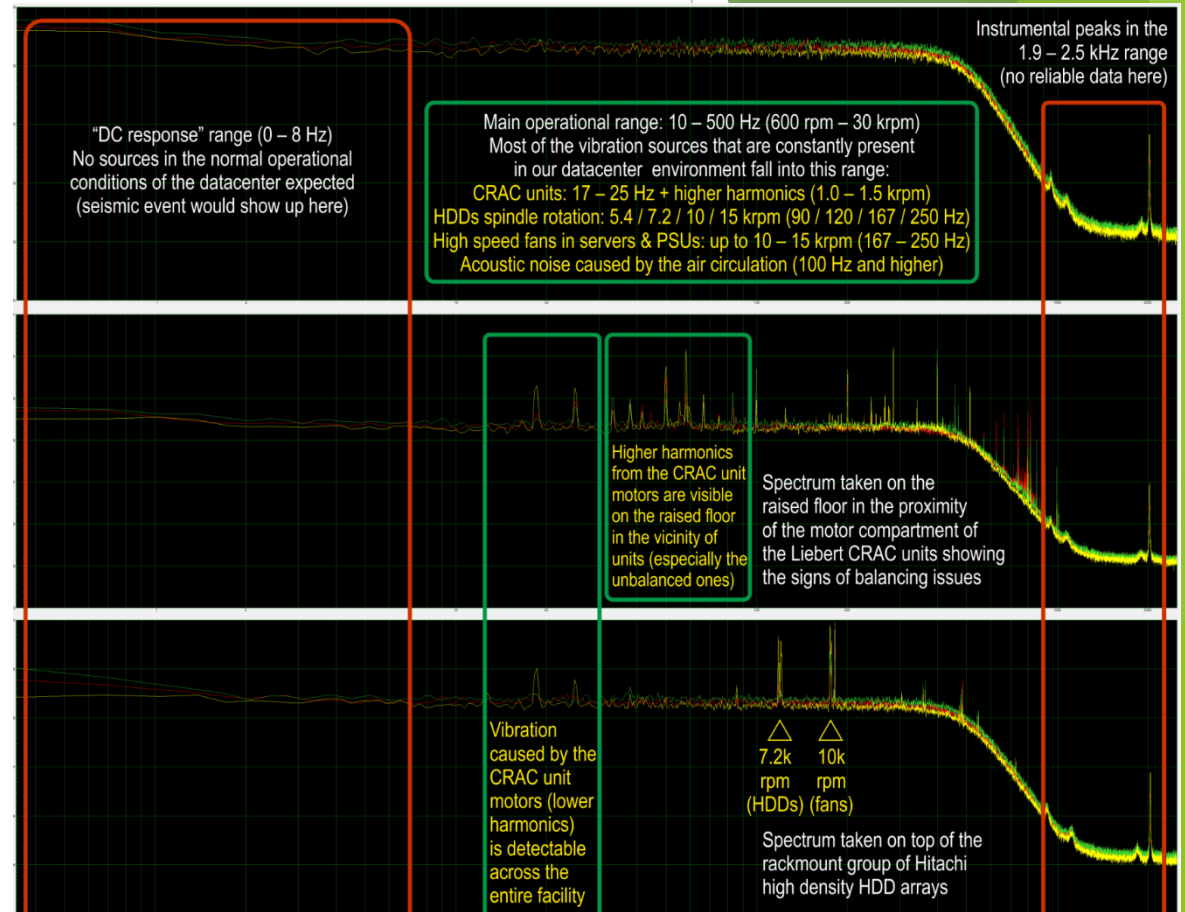 Instrumental peaks in the
1.9 – 2.5 kHz range
(no reliable data here)
“DC response” range (0 – 8 Hz)
No sources in the normal operational
conditions of the datacenter expected
(seismic event would show up here)
Main operational range: 10 – 500 Hz (600 rpm – 30 krpm)
Most of the vibration sources that are constantly present
in our datacenter environment fall into this range:
CRAC units: 17 – 25 Hz + higher harmonics (1.0 – 1.5 krpm)
HDDs spindle rotation: 5.4 / 7.2 / 10 / 15 krpm (90 / 120 / 167 / 250 Hz)
High speed fans in servers & PSUs: up to 10 – 15 krpm (167 – 250 Hz)
Acoustic noise caused by the air circulation (100 Hz and higher)
Higher harmonics
from the CRAC unit
motors are visible
on the raised floor
in the vicinity of
units (especially the
unbalanced ones)
Spectrum taken on the
raised floor in the proximity
of the motor compartment of
the Liebert CRAC units showing
the signs of balancing issues
Vibration
caused by the
CRAC unit
motors (lower
harmonics)
is detectable
across the
entire facility
7.2k
rpm
(HDDs)
10k
rpm
(fans)
Spectrum taken on top of the
rackmount group of Hitachi
high density HDD arrays